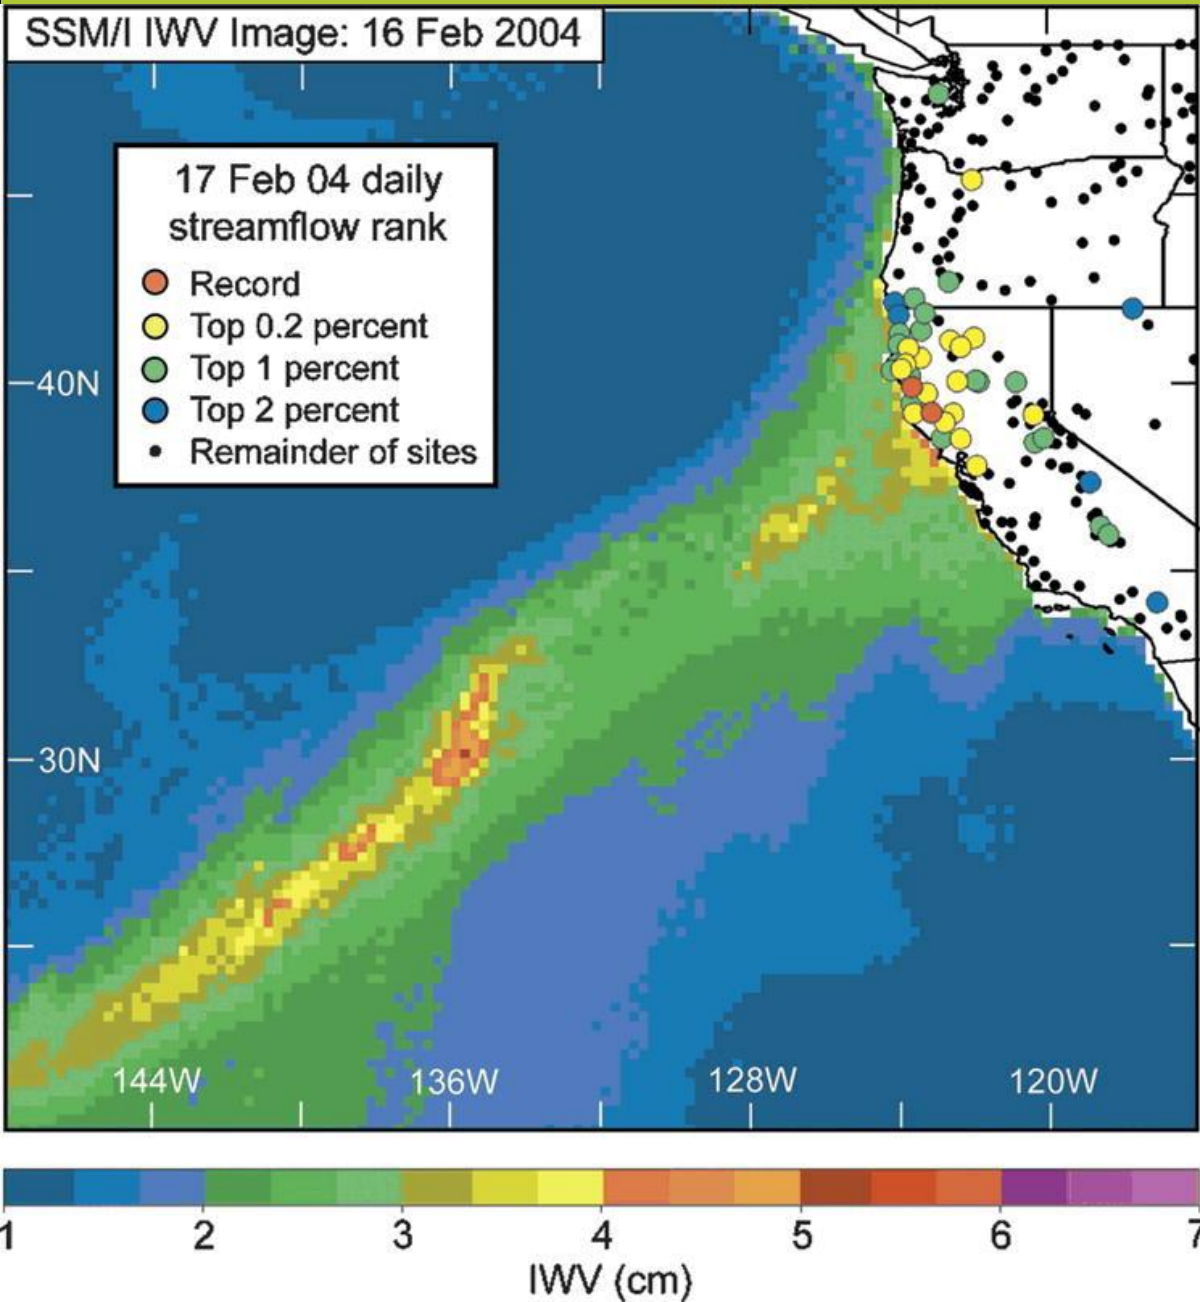 SSM/I IWV Image: 16 Feb 2004
17 Feb 04 daily
streamflow rank
Record
Top 0.2 percent
Top 1 percent
Top 2 percent
Remainder of sites
40N
30N
144W
136W
128W
120W
1 2 3 4 5 6 7
IWV (cm)